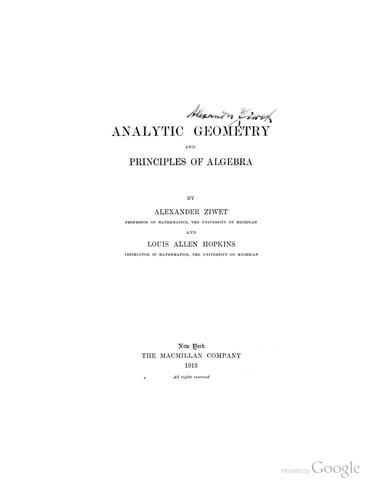 Alexander Ziwet
ANALYTIC GEOMETRY
AND
PRINCIPLES OF ALGEBRA
BY
ALEXANDER ZIWET
PROFESSOR OF MATHEMATICS, THE UNIVERSITY OF MICHIGAN
AND
LOUIS ALLEN HOPKINS
INSTRUCTOR IN MATHEMATICS, THE UNIVERSITY OF MICHIGAN
New York
THE MACMILLAN COMPANY
1913
All rights reserved
Hosted by Google